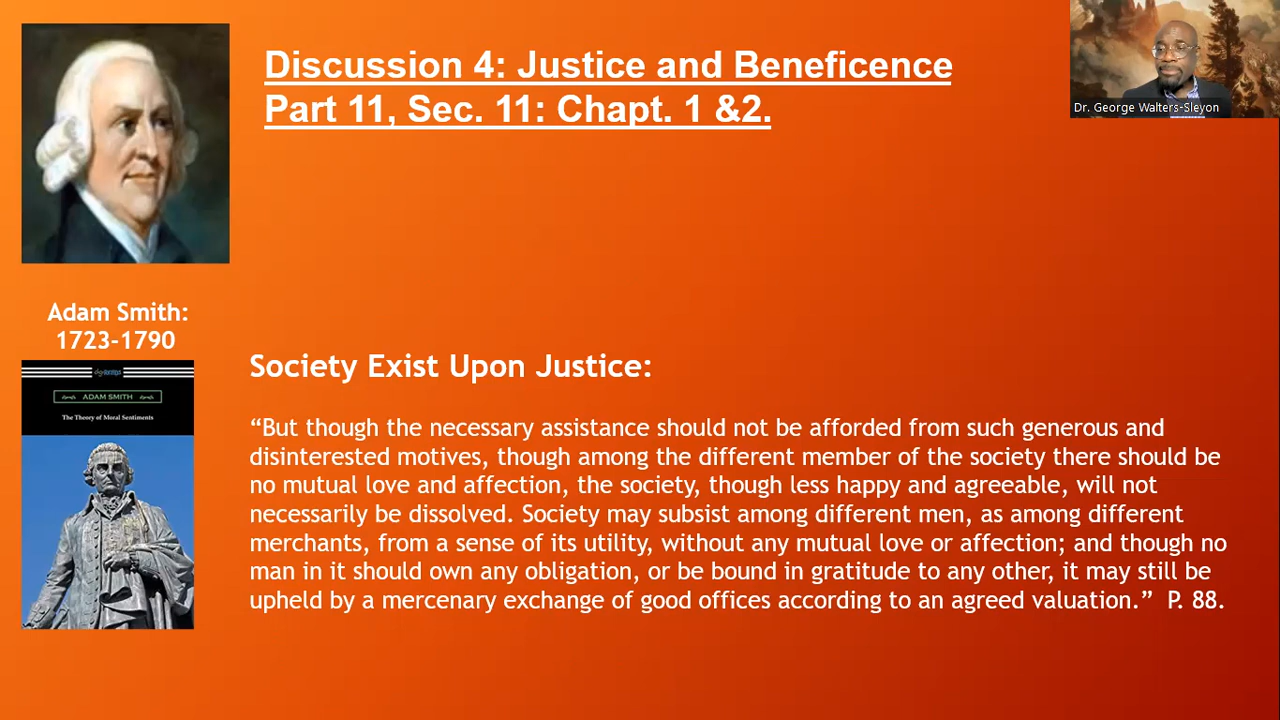 Discussion 4: Justice and Beneficence
Part 11, Sec. 11: Chapt. 1 &2.
Dr. George Walters-Sleyon
Adam Smith:
1723-1790
ADAM SMITH
The Theory of Moral Sentiments
Society Exist Upon Justice:
“But though the necessary assistance should not be afforded from such generous and
disinterested motives, though among the different member of the society there should be
no mutual love and affection, the society, though less happy and agreeable, will not
necessarily be dissolved. Society may subsist among different men, as among different
merchants, from a sense of its utility, without any mutual love or affection; and though no
man in it should own any obligation, or be bound in gratitude to any other, it may still be
upheld by a mercenary exchange of good offices according to an agreed valuation.” P. 88.